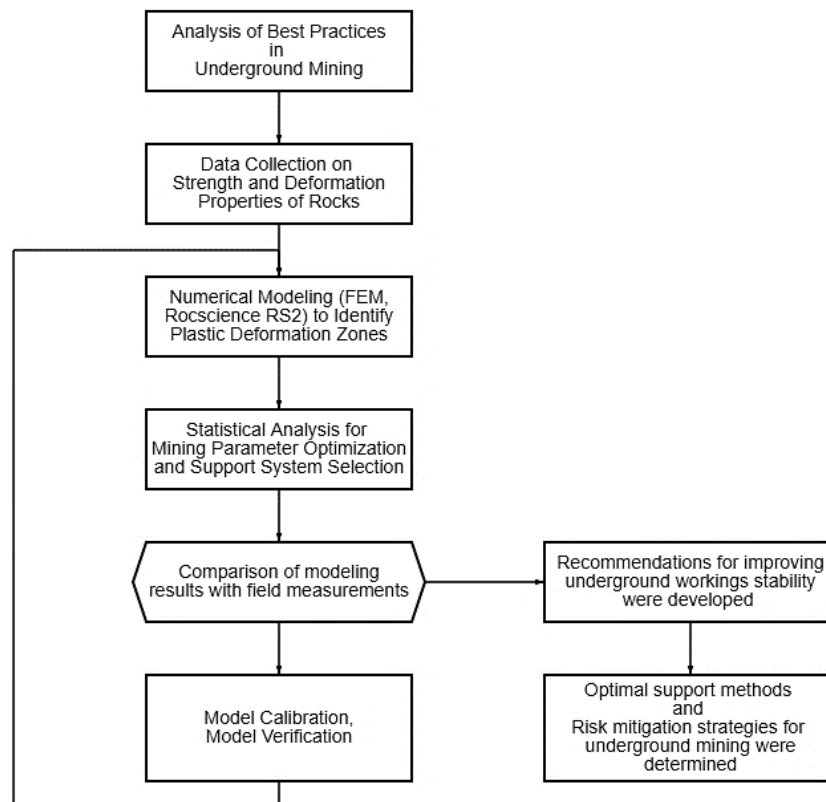 Analysis of Best Practices
in
Underground Mining
Data Collection on
Strength and Deformation
Properties of Rocks
Numerical Modeling (FEM,
Rocscience RS2) to Identify
Plastic Deformation Zones
Statistical Analysis for
Mining Parameter Optimization
and Support System Selection
Comparison of modeling
results with field measurements
Recommendations for improving
underground workings stability
were developed
Model Calibration,
Model Verification
Optimal support methods
and
Risk mitigation strategies for
underground mining were
determined